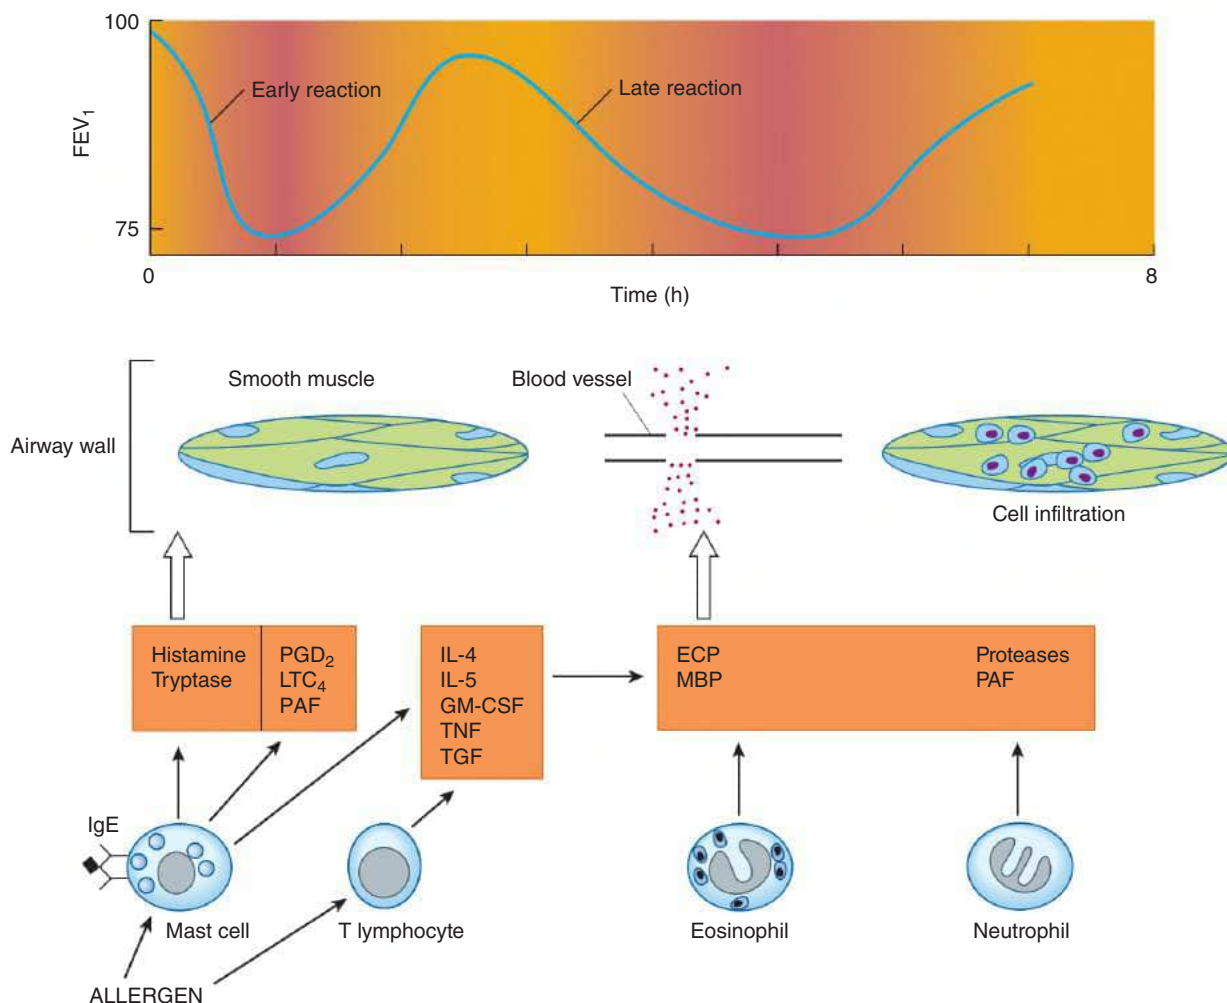 100
Early reaction
Late reaction
FEV₁
75
0
8
Time (h)
Smooth muscle
Blood vessel
Airway wall
Cell infiltration
Histamine
Tryptase
PGD₂
LTC₄
PAF
IL-4
IL-5
GM-CSF
TNF
TGF
ECP
MBP
Proteases
PAF
IgE
Mast cell
T lymphocyte
Eosinophil
Neutrophil
ALLERGEN